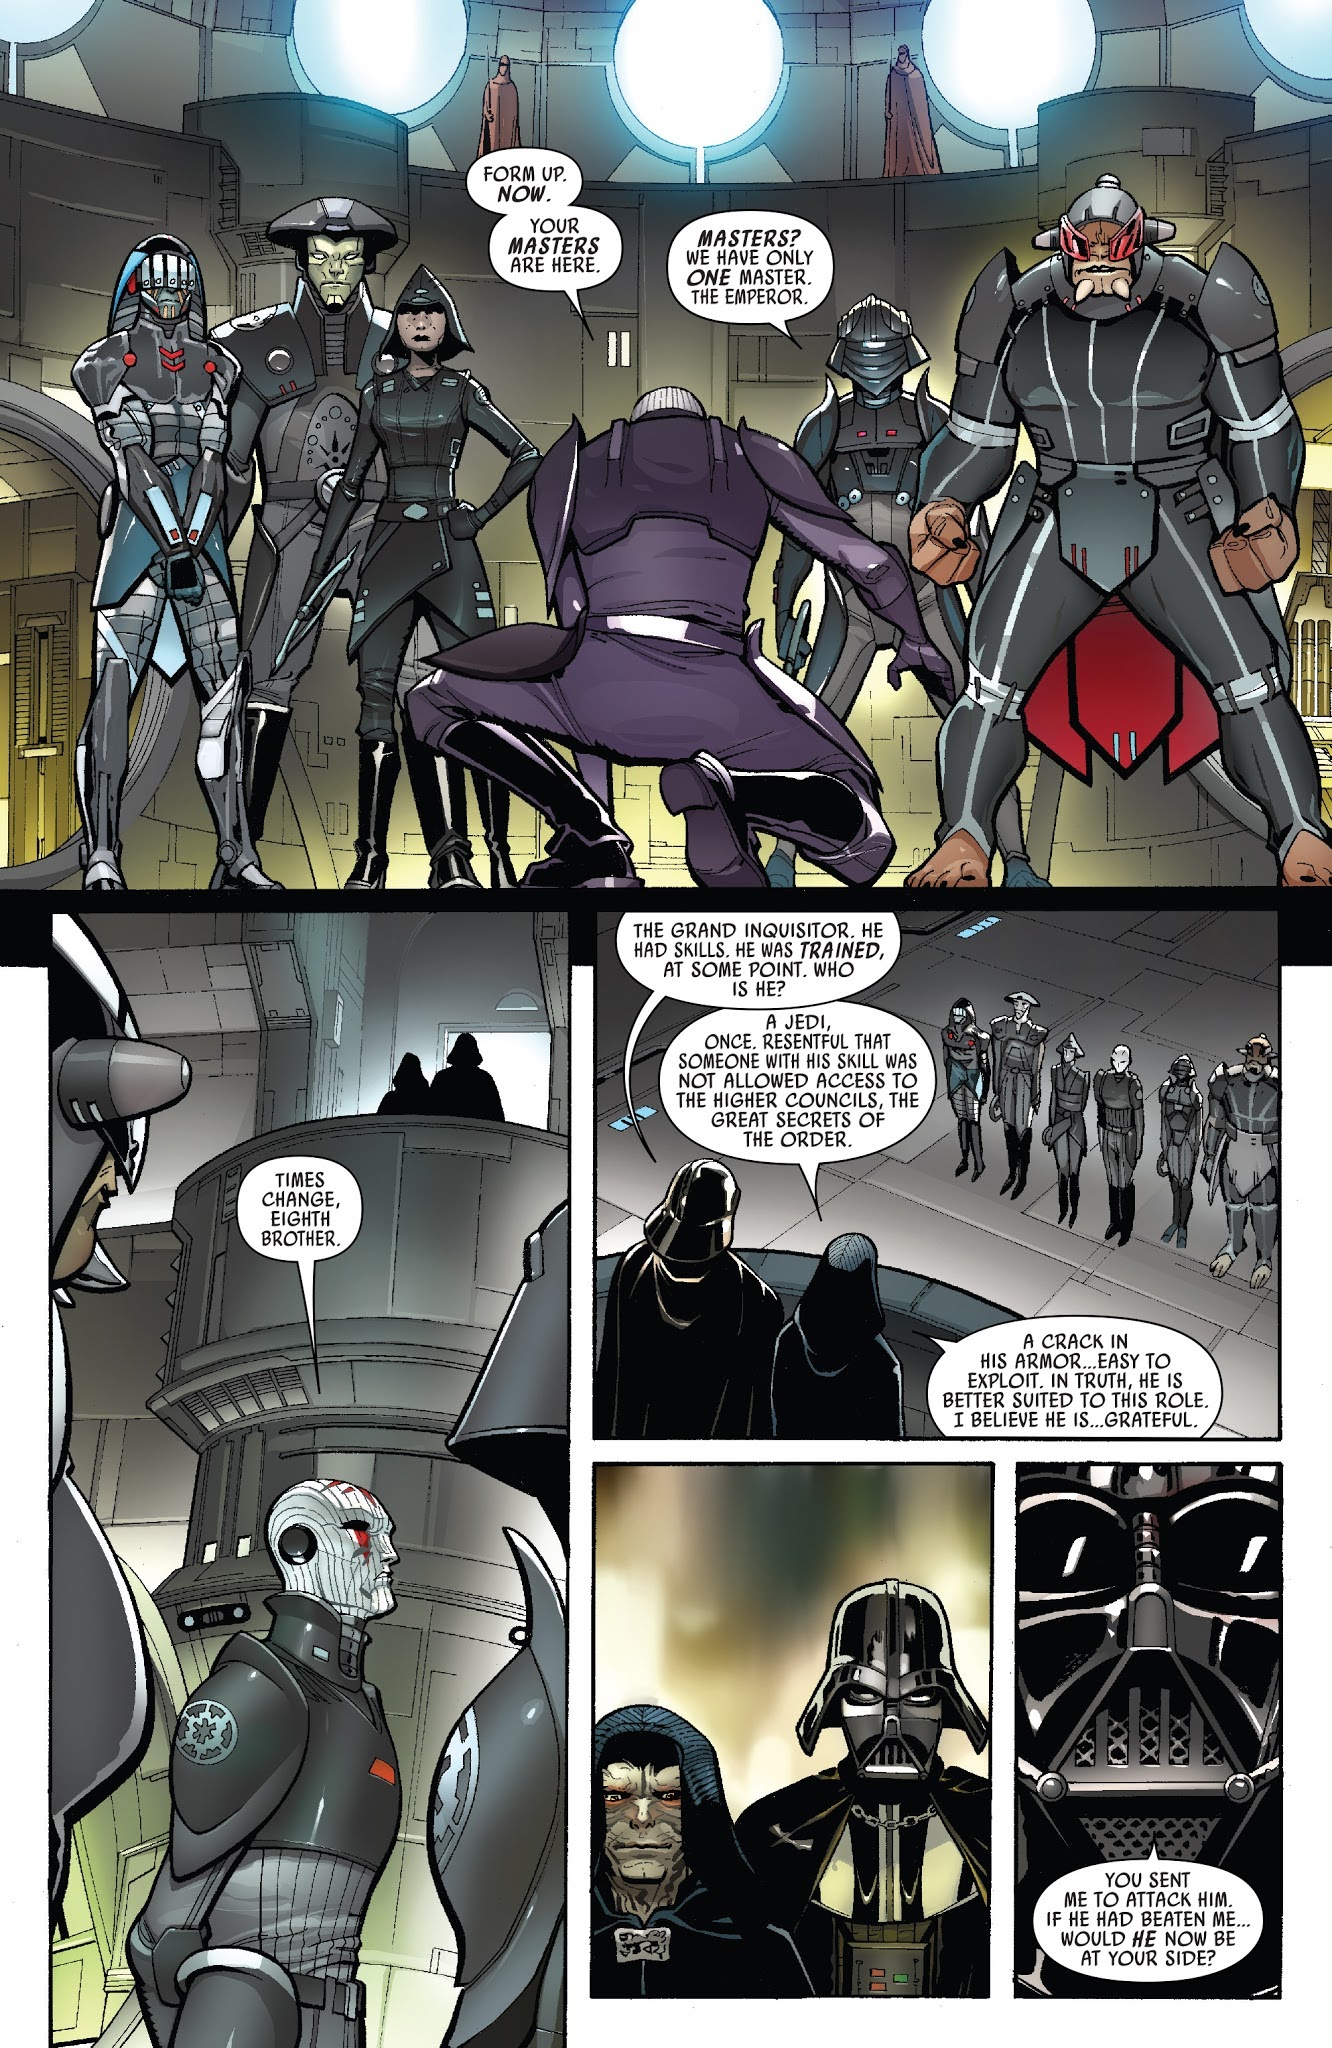 FORM UP.
NOW.
YOUR
MASTERS
ARE HERE.
MASTERS?
WE HAVE ONLY
ONE MASTER.
THE EMPEROR.
TIMES
CHANGE,
EIGHTH
BROTHER.
THE GRAND INQUISITOR. HE
HAD SKILLS. HE WAS TRAINED,
AT SOME POINT. WHO
IS HE?
A JEDI,
ONCE. RESENTFUL THAT
SOMEONE WITH HIS SKILL WAS
NOT ALLOWED ACCESS TO
THE HIGHER COUNCILS, THE
GREAT SECRETS OF
THE ORDER.
A CRACK IN
HIS ARMOR...EASY TO
EXPLOIT. IN TRUTH, HE IS
BETTER SUITED TO THIS ROLE.
I BELIEVE HE IS...GRATEFUL.
YOU SENT
ME TO ATTACK HIM.
IF HE HAD BEATEN ME...
WOULD HE NOW BE
AT YOUR SIDE?